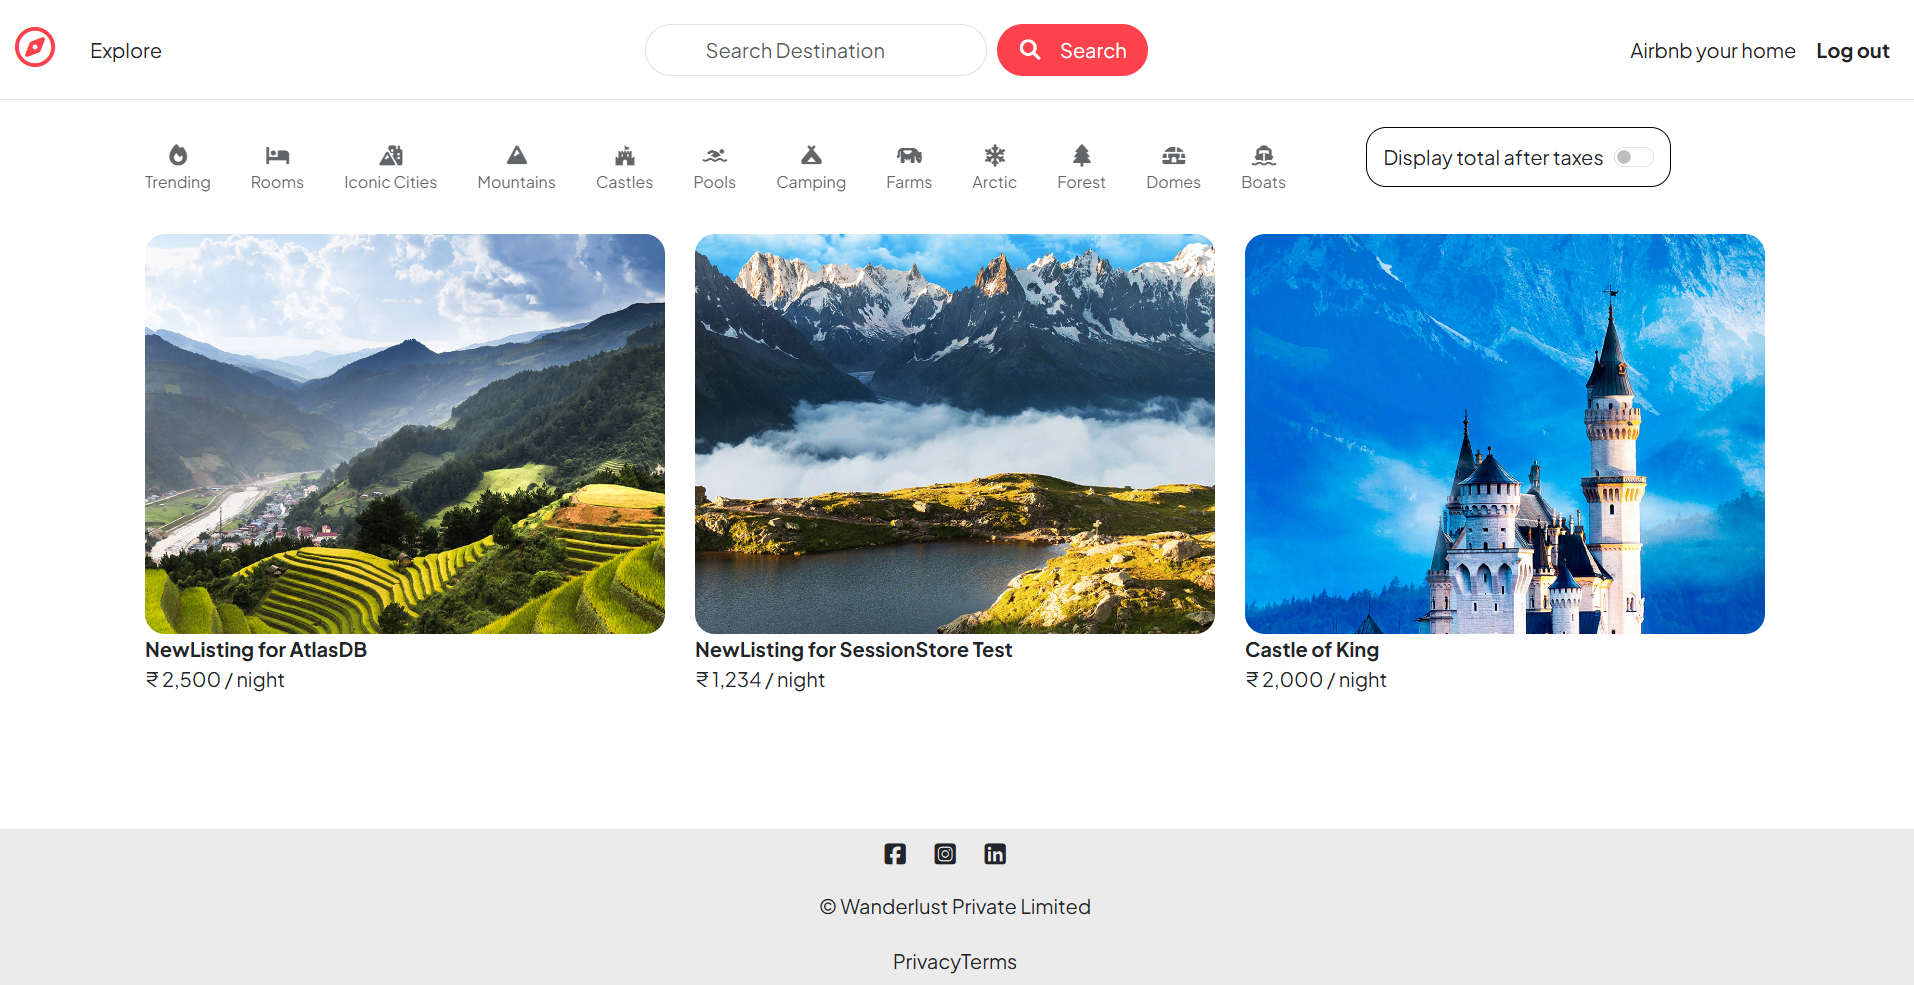 Explore
Search Destination
Search
Airbnb your home
Log out
Trending
Rooms
Iconic Cities
Mountains
Castles
Pools
Camping
Farms
Arctic
Forest
Domes
Boats
Display total after taxes
NewListing for AtlasDB
₹ 2,500 / night
NewListing for SessionStore Test
₹ 1,234 / night
Castle of King
₹ 2,000 / night
© Wanderlust Private Limited
PrivacyTerms